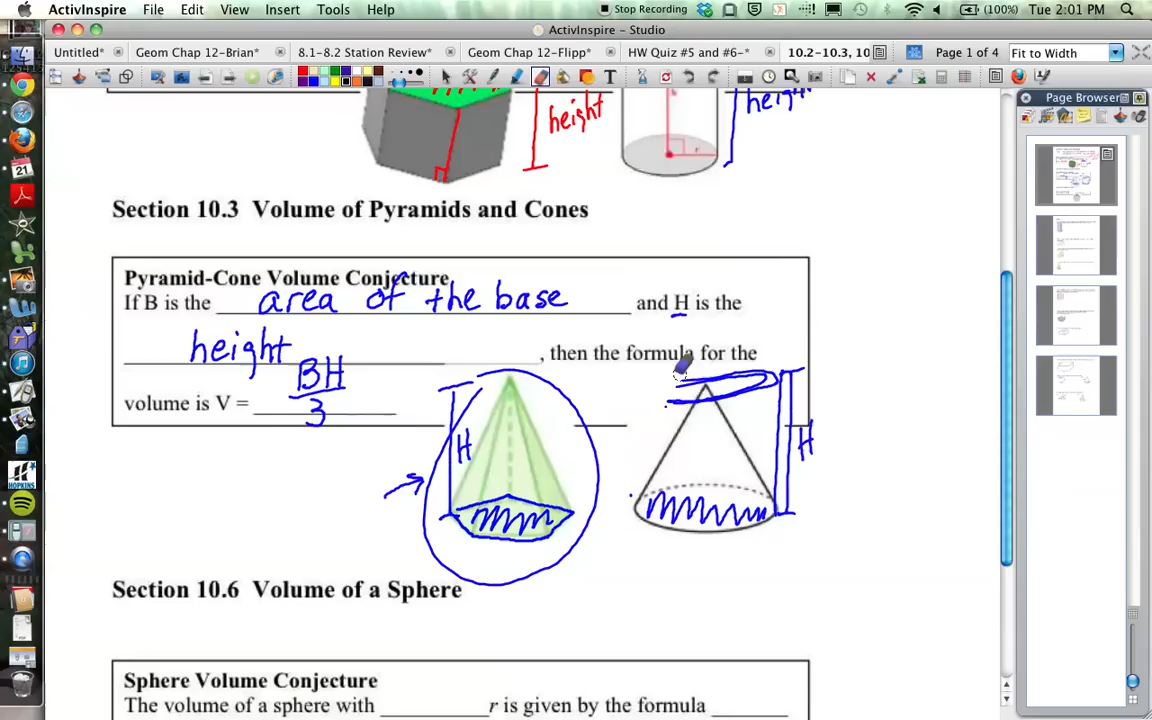 ActivInspire File Edit View Insert Tools Help Stop Recording (100%) Tue 2:01 PM
ActivInspire - Studio
Untitled* Geom Chap 12-Brian* 8.1-8.2 Station Review* Geom Chap 12-Flipp* HW Quiz #5 and #6-* 10.2-10.3, 10 Page 1 of 4 Fit to Width
Page Browser
height
height
r
Section 10.3 Volume of Pyramids and Cones
Pyramid-Cone Volume Conjecture
If B is the area of the base and H is the
height, then the formula for the
volume is V = BH
3
H
H
Section 10.6 Volume of a Sphere
Sphere Volume Conjecture
The volume of a sphere with ________ r is given by the formula ________
21
HOPKINS